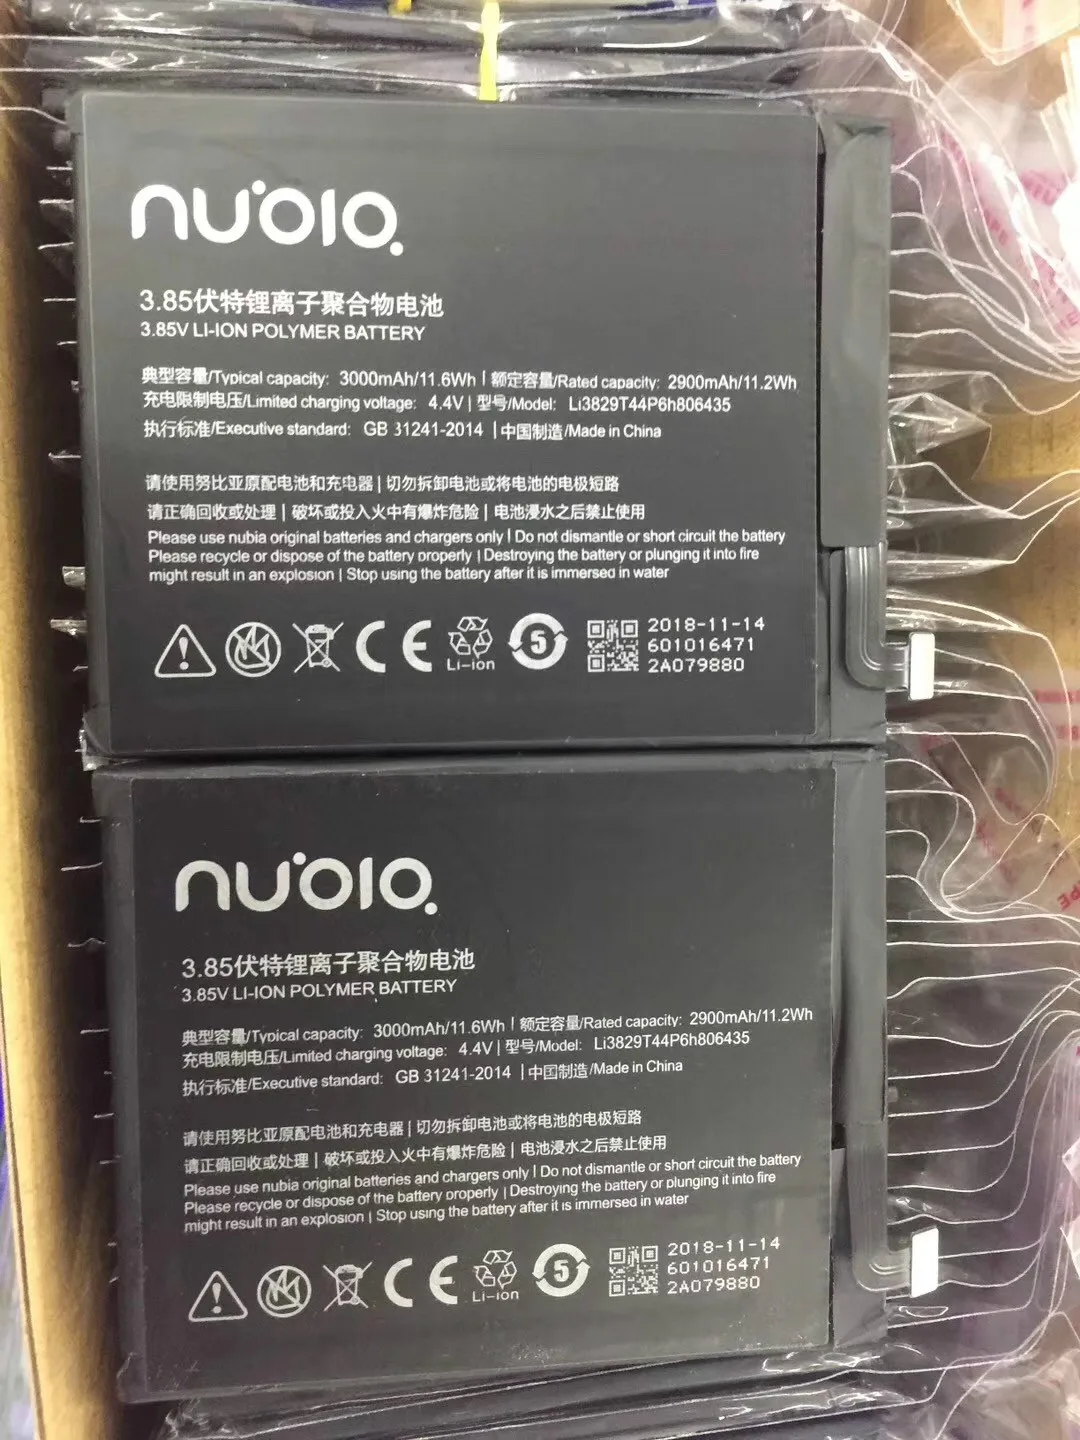 nubia
3.85伏特锂离子聚合物电池
3.85V LI-ION POLYMER BATTERY
典型容量/Typical capacity: 3000mAh/11.6Wh | 额定容量/Rated capacity: 2900mAh/11.2Wh
充电限制电压/Limited charging voltage: 4.4V | 型号/Model: Li3829T44P6h806435
执行标准/Executive standard: GB 31241-2014 | 中国制造/Made in China
请使用努比亚原配电池和充电器 | 切勿拆卸电池或将电池的电极短路
请正确回收或处理 | 破坏或投入火中有爆炸危险 | 电池浸水之后禁止使用
Please use nubia original batteries and chargers only | Do not dismantle or short circuit the battery
Please recycle or dispose of the battery properly | Destroying the battery or plunging it into fire
might result in an explosion | Stop using the battery after it is immersed in water
CE
Li-ion
5
2018-11-14
601016471
2A079880
nubia
3.85伏特锂离子聚合物电池
3.85V LI-ION POLYMER BATTERY
典型容量/Typical capacity: 3000mAh/11.6Wh | 额定容量/Rated capacity: 2900mAh/11.2Wh
充电限制电压/Limited charging voltage: 4.4V | 型号/Model: Li3829T44P6h806435
执行标准/Executive standard: GB 31241-2014 | 中国制造/Made in China
请使用努比亚原配电池和充电器 | 切勿拆卸电池或将电池的电极短路
请正确回收或处理 | 破坏或投入火中有爆炸危险 | 电池浸水之后禁止使用
Please use nubia original batteries and chargers only | Do not dismantle or short circuit the battery
Please recycle or dispose of the battery properly | Destroying the battery or plunging it into fire
might result in an explosion | Stop using the battery after it is immersed in water
CE
Li-ion
5
2018-11-14
601016471
2A079880